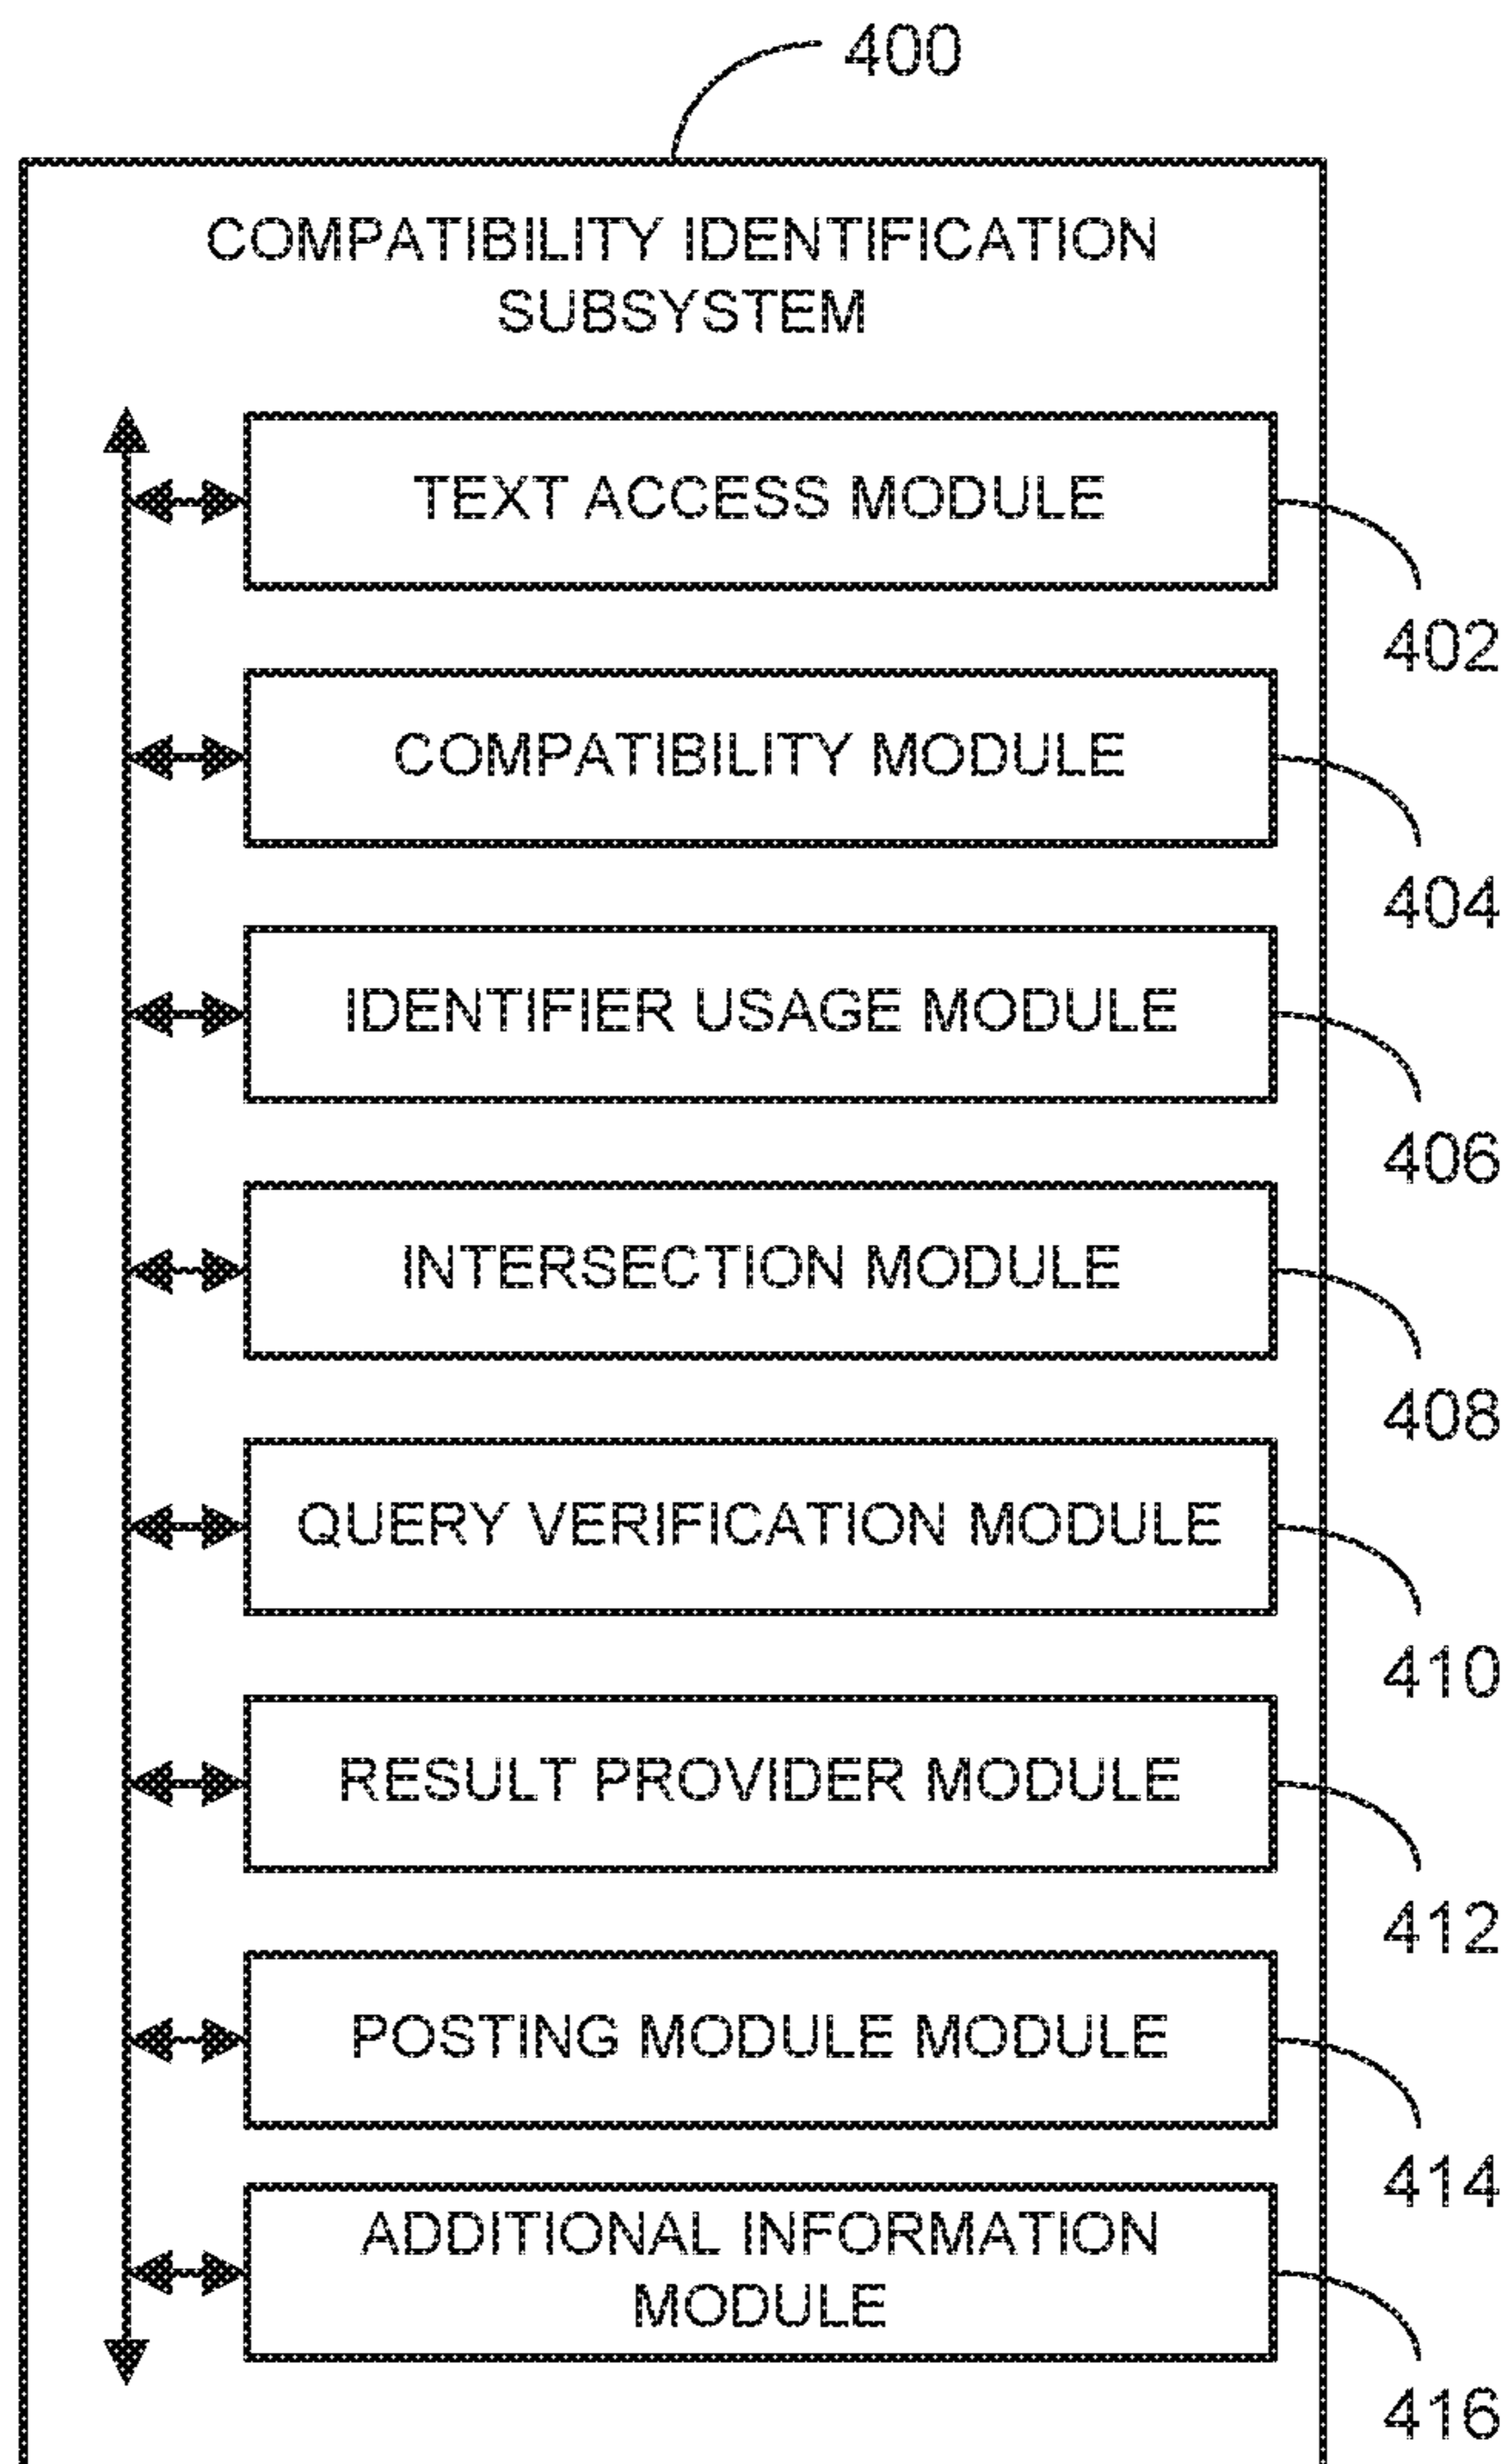 400
COMPATIBILITY IDENTIFICATION
SUBSYSTEM
TEXT ACCESS MODULE
402
COMPATIBILITY MODULE
404
IDENTIFIER USAGE MODULE
406
INTERSECTION MODULE
408
QUERY VERIFICATION MODULE
410
RESULT PROVIDER MODULE
412
POSTING MODULE MODULE
414
ADDITIONAL INFORMATION
MODULE
416